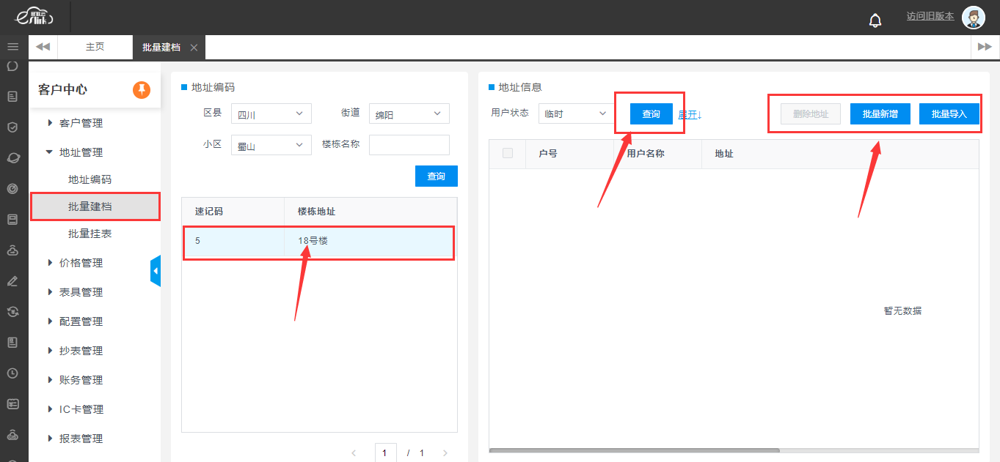 易联云
eslink
访问旧版本
主页
批量建档
客户中心
客户管理
地址管理
地址编码
批量建档
批量挂表
价格管理
表具管理
配置管理
抄表管理
账务管理
IC卡管理
报表管理
地址编码
区县 四川 街道 绵阳
小区 蜀山 楼栋名称
查询
速记码 楼栋地址
5 18号楼
1 / 1
地址信息
用户状态 临时 查询 展开↓ 删除地址 批量新增 批量导入
户号 用户名称 地址
暂无数据